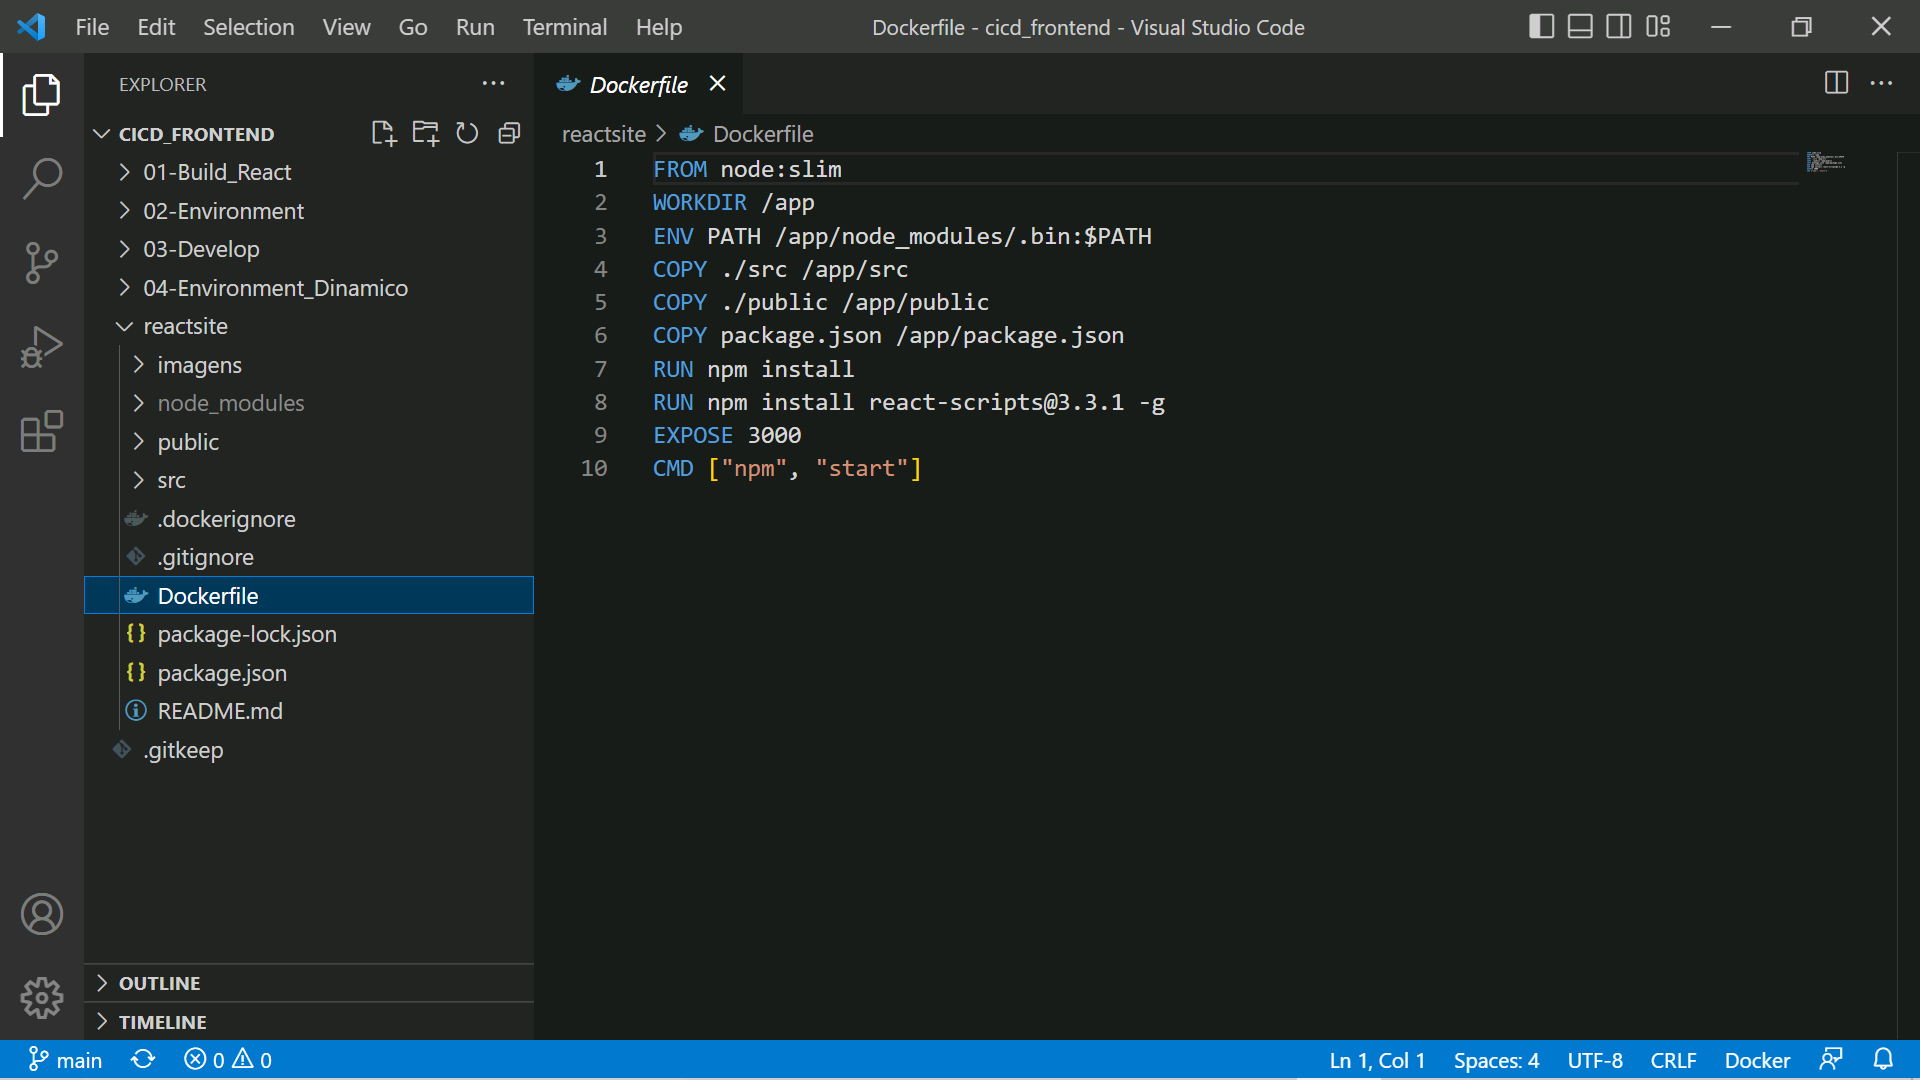 File Edit Selection View Go Run Terminal Help
Dockerfile - cicd_frontend - Visual Studio Code
EXPLORER
CICD_FRONTEND
01-Build_React
02-Environment
03-Develop
04-Environment_Dinamico
reactsite
imagens
node_modules
public
src
.dockerignore
.gitignore
Dockerfile
package-lock.json
package.json
README.md
.gitkeep
OUTLINE
TIMELINE
Dockerfile
reactsite > Dockerfile
1 FROM node:slim
2 WORKDIR /app
3 ENV PATH /app/node_modules/.bin:$PATH
4 COPY ./src /app/src
5 COPY ./public /app/public
6 COPY package.json /app/package.json
7 RUN npm install
8 RUN npm install react-scripts@3.3.1 -g
9 EXPOSE 3000
10 CMD ["npm", "start"]
main 0 0
Ln 1, Col 1 Spaces: 4 UTF-8 CRLF Docker